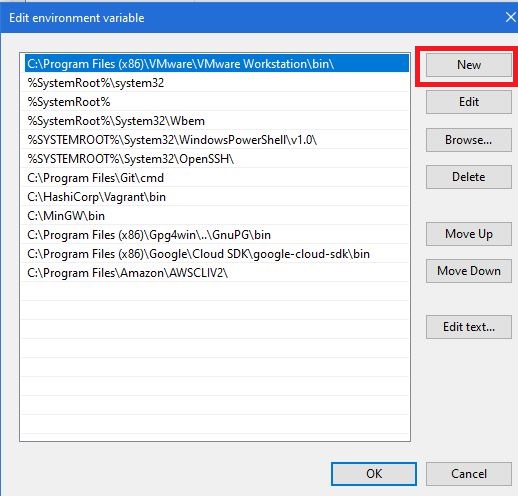 Edit environment variable
C:\Program Files (x86)\VMware\VMware Workstation\bin\
%SystemRoot%\system32
%SystemRoot%
%SystemRoot%\System32\Wbem
%SYSTEMROOT%\System32\WindowsPowerShell\v1.0\
%SYSTEMROOT%\System32\OpenSSH\
C:\Program Files\Git\cmd
C:\HashiCorp\Vagrant\bin
C:\MinGW\bin
C:\Program Files (x86)\Gpg4win\..\GnuPG\bin
C:\Program Files (x86)\Google\Cloud SDK\google-cloud-sdk\bin
C:\Program Files\Amazon\AWSCLIV2\
New
Edit
Browse...
Delete
Move Up
Move Down
Edit text...
OK
Cancel